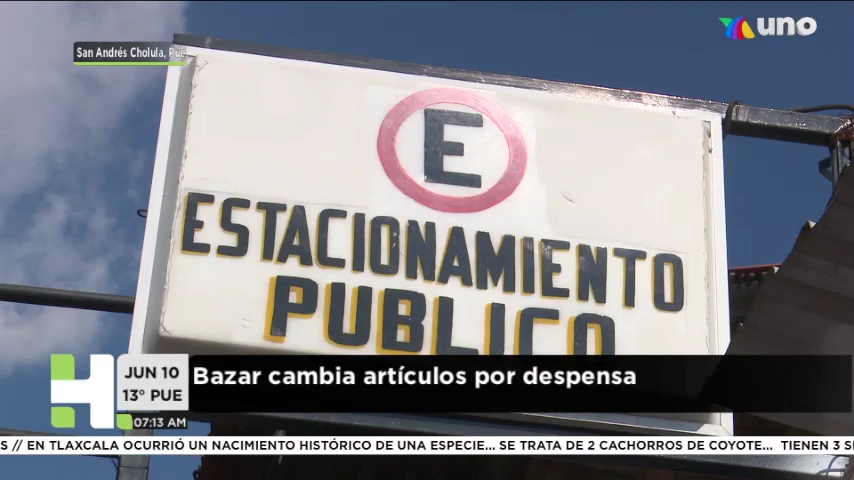 San Andrés Cholula, Pue.
uno
E
ESTACIONAMIENTO
PUBLICO
JUN 10
13° PUE
07:13 AM
Bazar cambia artículos por despensa
S // EN TLAXCALA OCURRIÓ UN NACIMIENTO HISTÓRICO DE UNA ESPECIE... SE TRATA DE 2 CACHORROS DE COYOTE... TIENEN 3 S